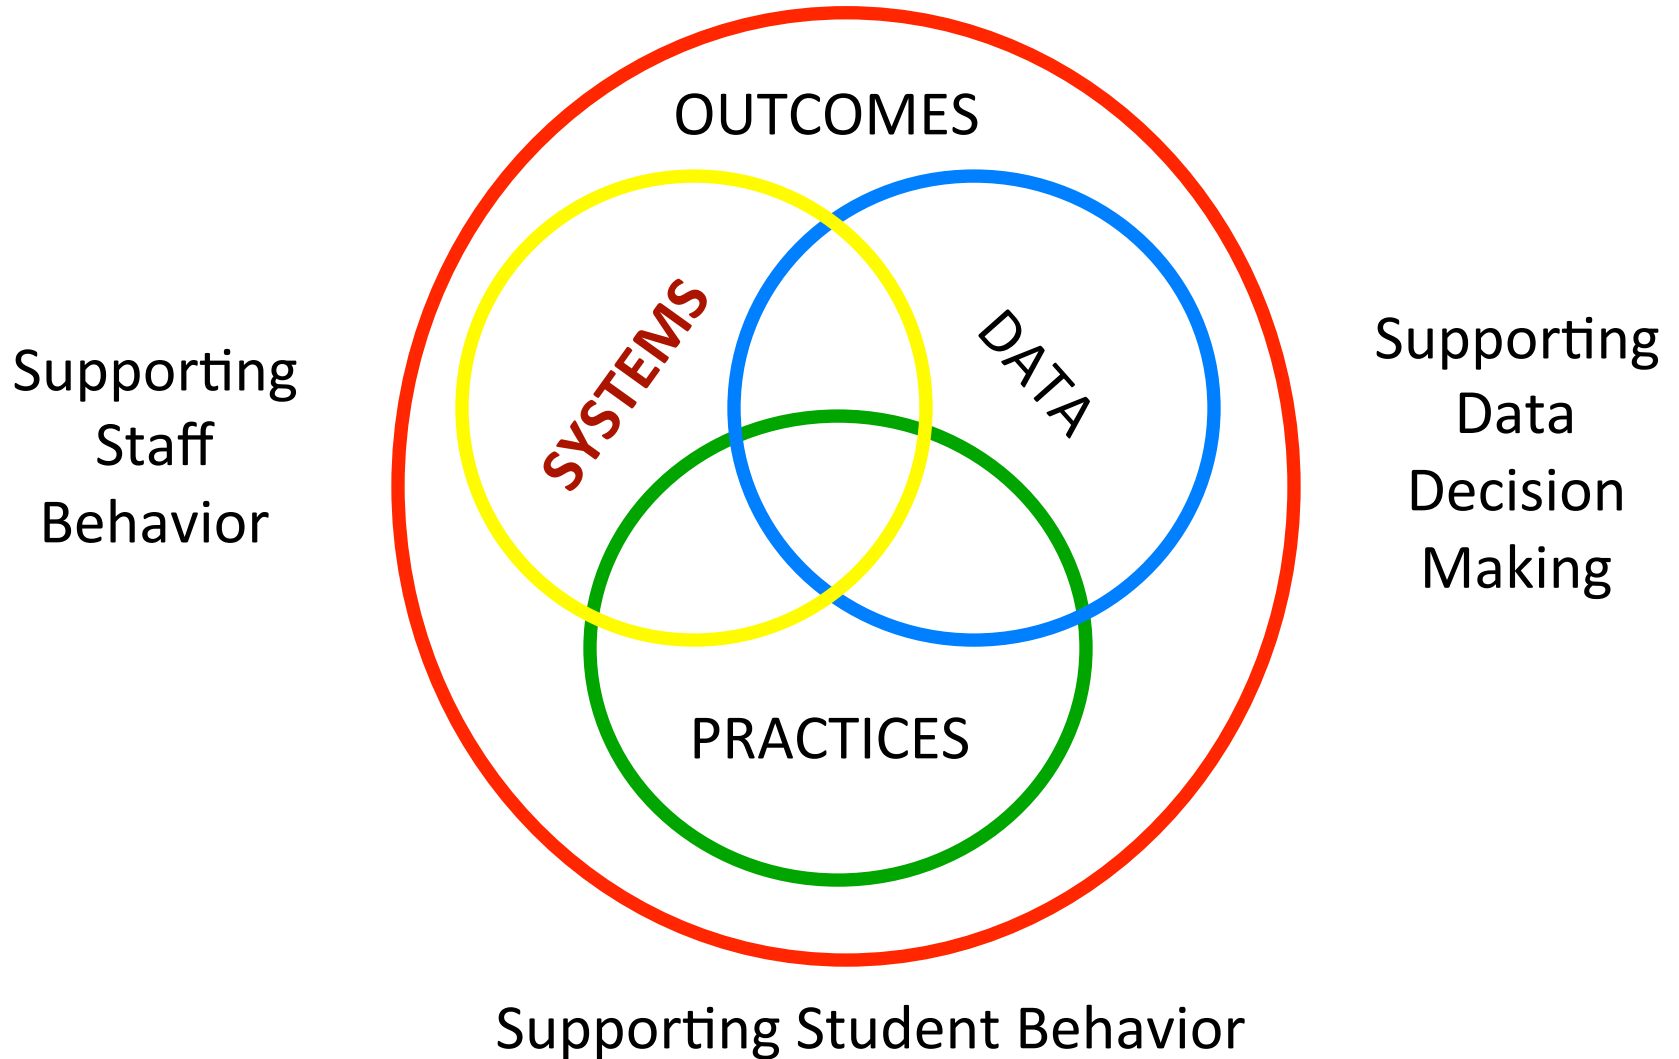 OUTCOMES
SYSTEMS
DATA
PRACTICES
Supporting
Staff
Behavior
Supporting
Data
Decision
Making
Supporting Student Behavior